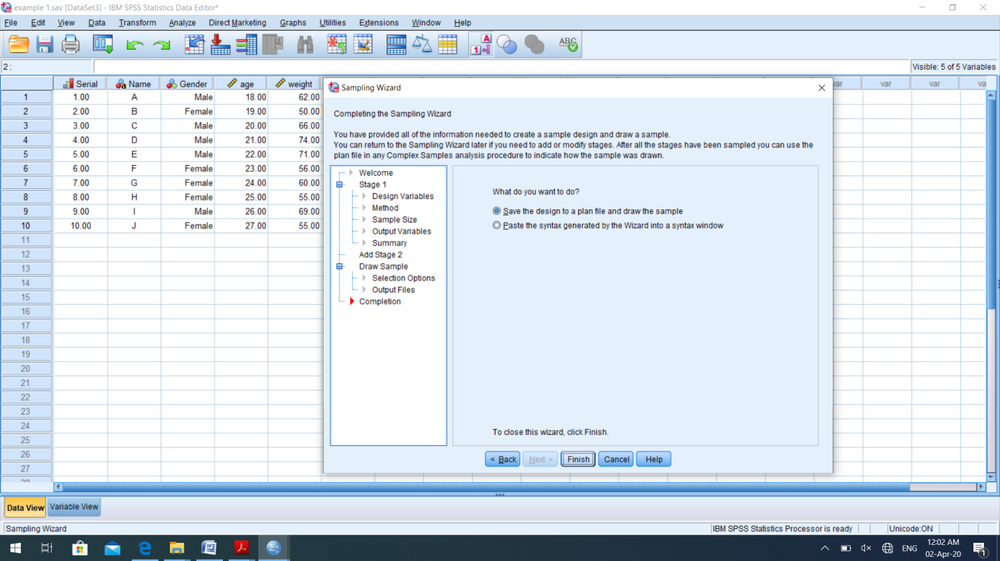 example 1.sav [DataSet3] - IBM SPSS Statistics Data Editor*
File Edit View Data Transform Analyze Direct Marketing Graphs Utilities Extensions Window Help
2 :
Visible: 5 of 5 Variables
Serial Name Gender age weight var var var va
1 1.00 A Male 18.00 62.00
2 2.00 B Female 19.00 50.00
3 3.00 C Male 20.00 66.00
4 4.00 D Male 21.00 74.00
5 5.00 E Male 22.00 71.00
6 6.00 F Female 23.00 56.00
7 7.00 G Female 24.00 60.00
8 8.00 H Female 25.00 55.00
9 9.00 I Male 26.00 69.00
10 10.00 J Female 27.00 55.00
11
12
13
14
15
16
17
18
19
20
21
22
23
24
25
26
27
Sampling Wizard
Completing the Sampling Wizard
You have provided all of the information needed to create a sample design and draw a sample.
You can return to the Sampling Wizard later if you need to add or modify stages. After all the stages have been sampled you can use the
plan file in any Complex Samples analysis procedure to indicate how the sample was drawn.
Welcome
Stage 1
Design Variables
Method
Sample Size
Output Variables
Summary
Add Stage 2
Draw Sample
Selection Options
Output Files
Completion
What do you want to do?
Save the design to a plan file and draw the sample
Paste the syntax generated by the Wizard into a syntax window
To close this wizard, click Finish.
< Back Next > Finish Cancel Help
Data View Variable View
Sampling Wizard
IBM SPSS Statistics Processor is ready
Unicode:ON
ENG
12:02 AM
02-Apr-20
1